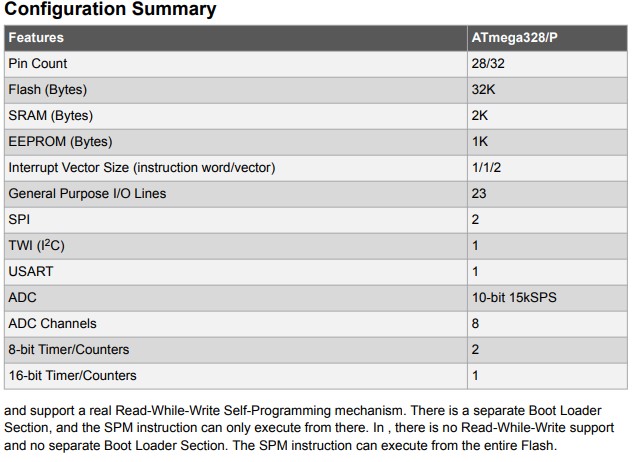 Configuration Summary
Features ATmega328/P
Pin Count 28/32
Flash (Bytes) 32K
SRAM (Bytes) 2K
EEPROM (Bytes) 1K
Interrupt Vector Size (instruction word/vector) 1/1/2
General Purpose I/O Lines 23
SPI 2
TWI (I²C) 1
USART 1
ADC 10-bit 15kSPS
ADC Channels 8
8-bit Timer/Counters 2
16-bit Timer/Counters 1
and support a real Read-While-Write Self-Programming mechanism. There is a separate Boot Loader
Section, and the SPM instruction can only execute from there. In , there is no Read-While-Write support
and no separate Boot Loader Section. The SPM instruction can execute from the entire Flash.